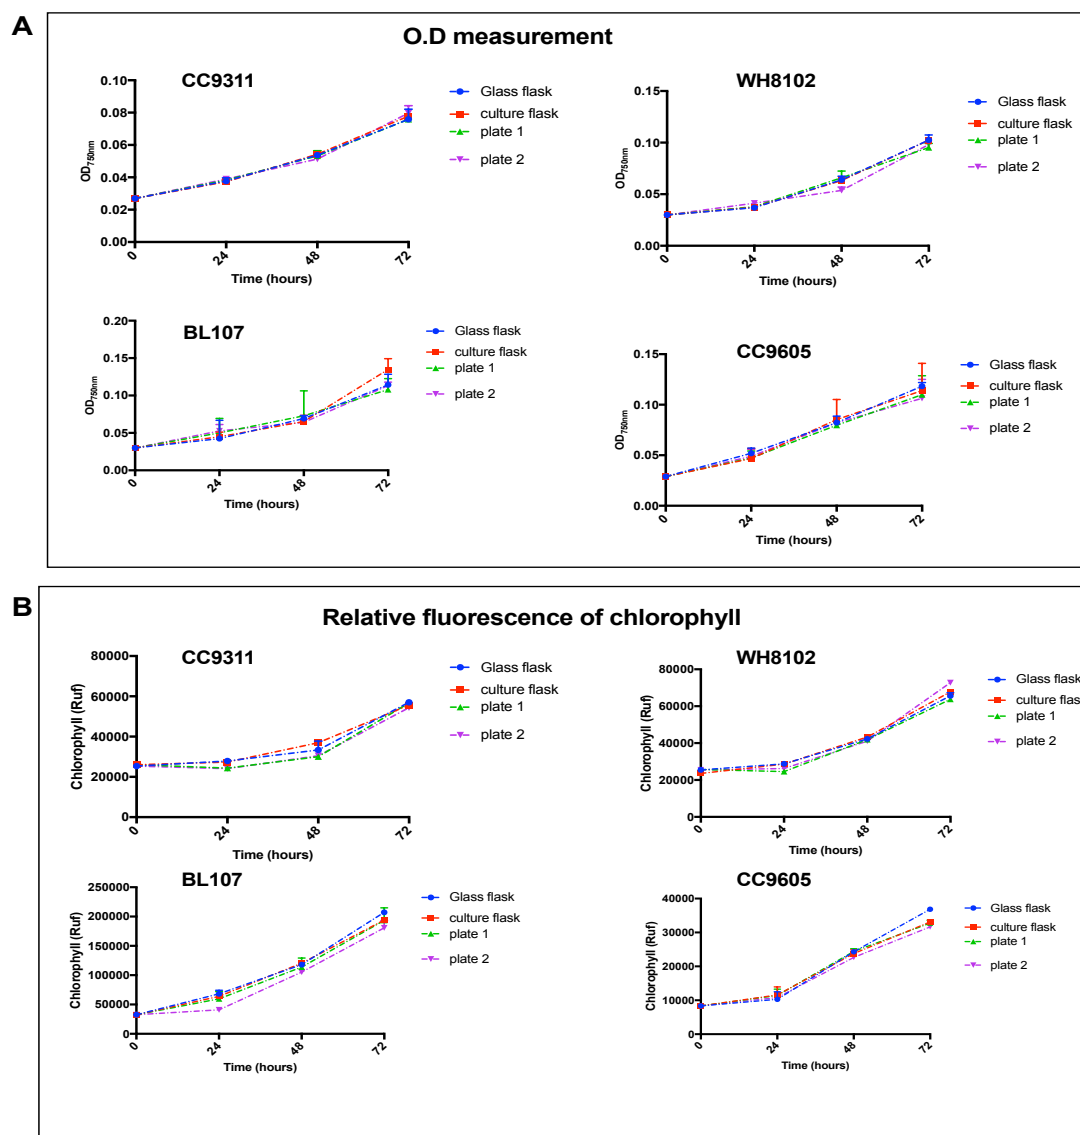 A
O.D measurement
CC9311
OD750nm
0.10
0.08
0.06
0.04
0.02
0.00
0
24
48
72
Time (hours)
Glass flask
culture flask
plate 1
plate 2
WH8102
OD750nm
0.15
0.10
0.05
0.00
0
24
48
72
Time (hours)
Glass flask
culture flask
plate 1
plate 2
BL107
OD750nm
0.20
0.15
0.10
0.05
0.00
0
24
48
72
Time (hours)
Glass flask
culture flask
plate 1
plate 2
CC9605
OD750nm
0.15
0.10
0.05
0.00
0
24
48
72
Time (hours)
Glass flask
culture flask
plate 1
plate 2
B
Relative fluorescence of chlorophyll
CC9311
Chlorophyll (Ruf)
80000
60000
40000
20000
0
0
24
48
72
Time (hours)
Glass flask
culture flask
plate 1
plate 2
WH8102
Chlorophyll (Ruf)
80000
60000
40000
20000
0
0
24
48
72
Time (hours)
Glass flask
culture flask
plate 1
plate 2
BL107
Chlorophyll (Ruf)
250000
200000
150000
100000
50000
0
0
24
48
72
Time (hours)
Glass flask
culture flask
plate 1
plate 2
CC9605
Chlorophyll (Ruf)
40000
30000
20000
10000
0
0
24
48
72
Time (hours)
Glass flask
culture flask
plate 1
plate 2